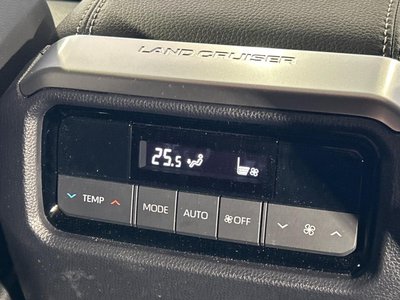 LAND CRUISER
25.5
TEMP MODE AUTO OFF